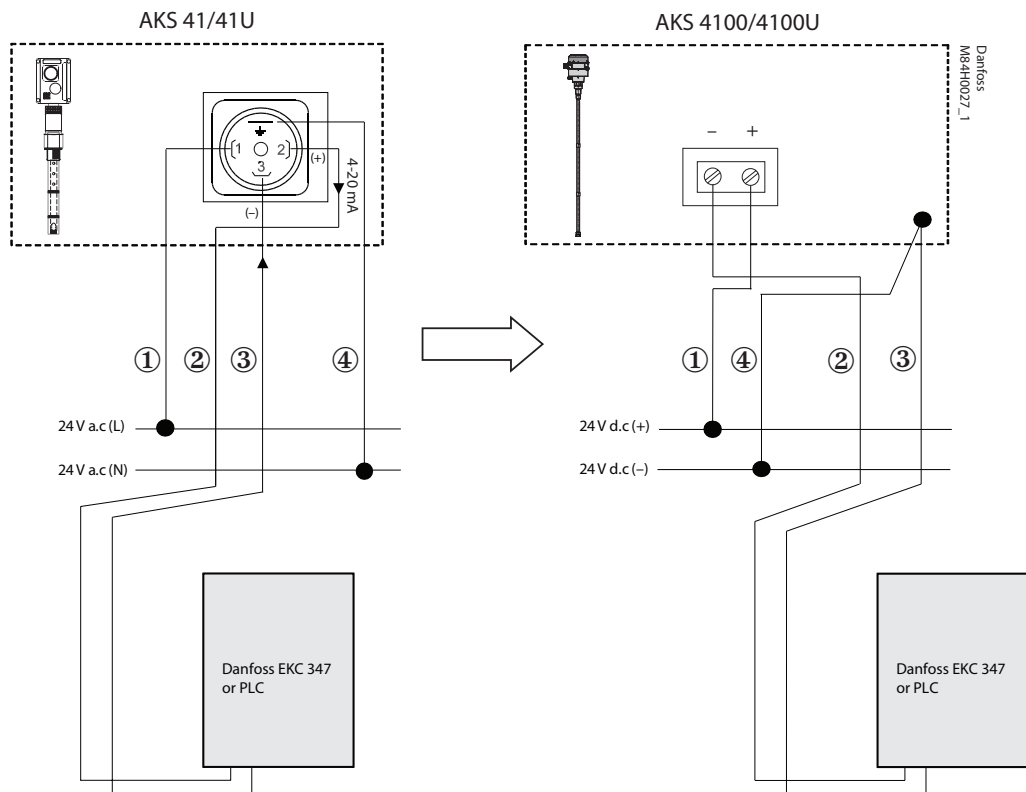 AKS 41/41U
1
2
3
(+)
(–)
4-20 mA
①
②
③
④
24 V a.c (L)
24 V a.c (N)
Danfoss EKC 347
or PLC
AKS 4100/4100U
Danfoss
M84H0027_1
– +
①
④
②
③
24 V d.c (+)
24 V d.c (–)
Danfoss EKC 347
or PLC